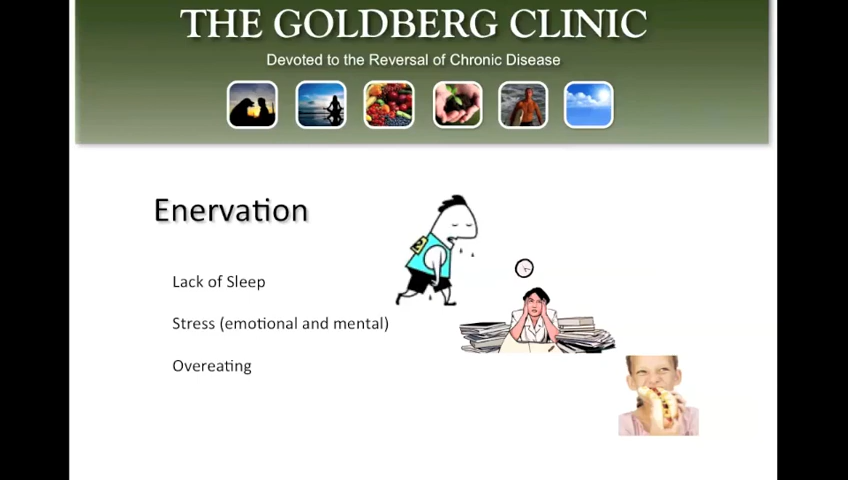 THE GOLDBERG CLINIC
Devoted to the Reversal of Chronic Disease
Enervation
Lack of Sleep
Stress (emotional and mental)
Overeating